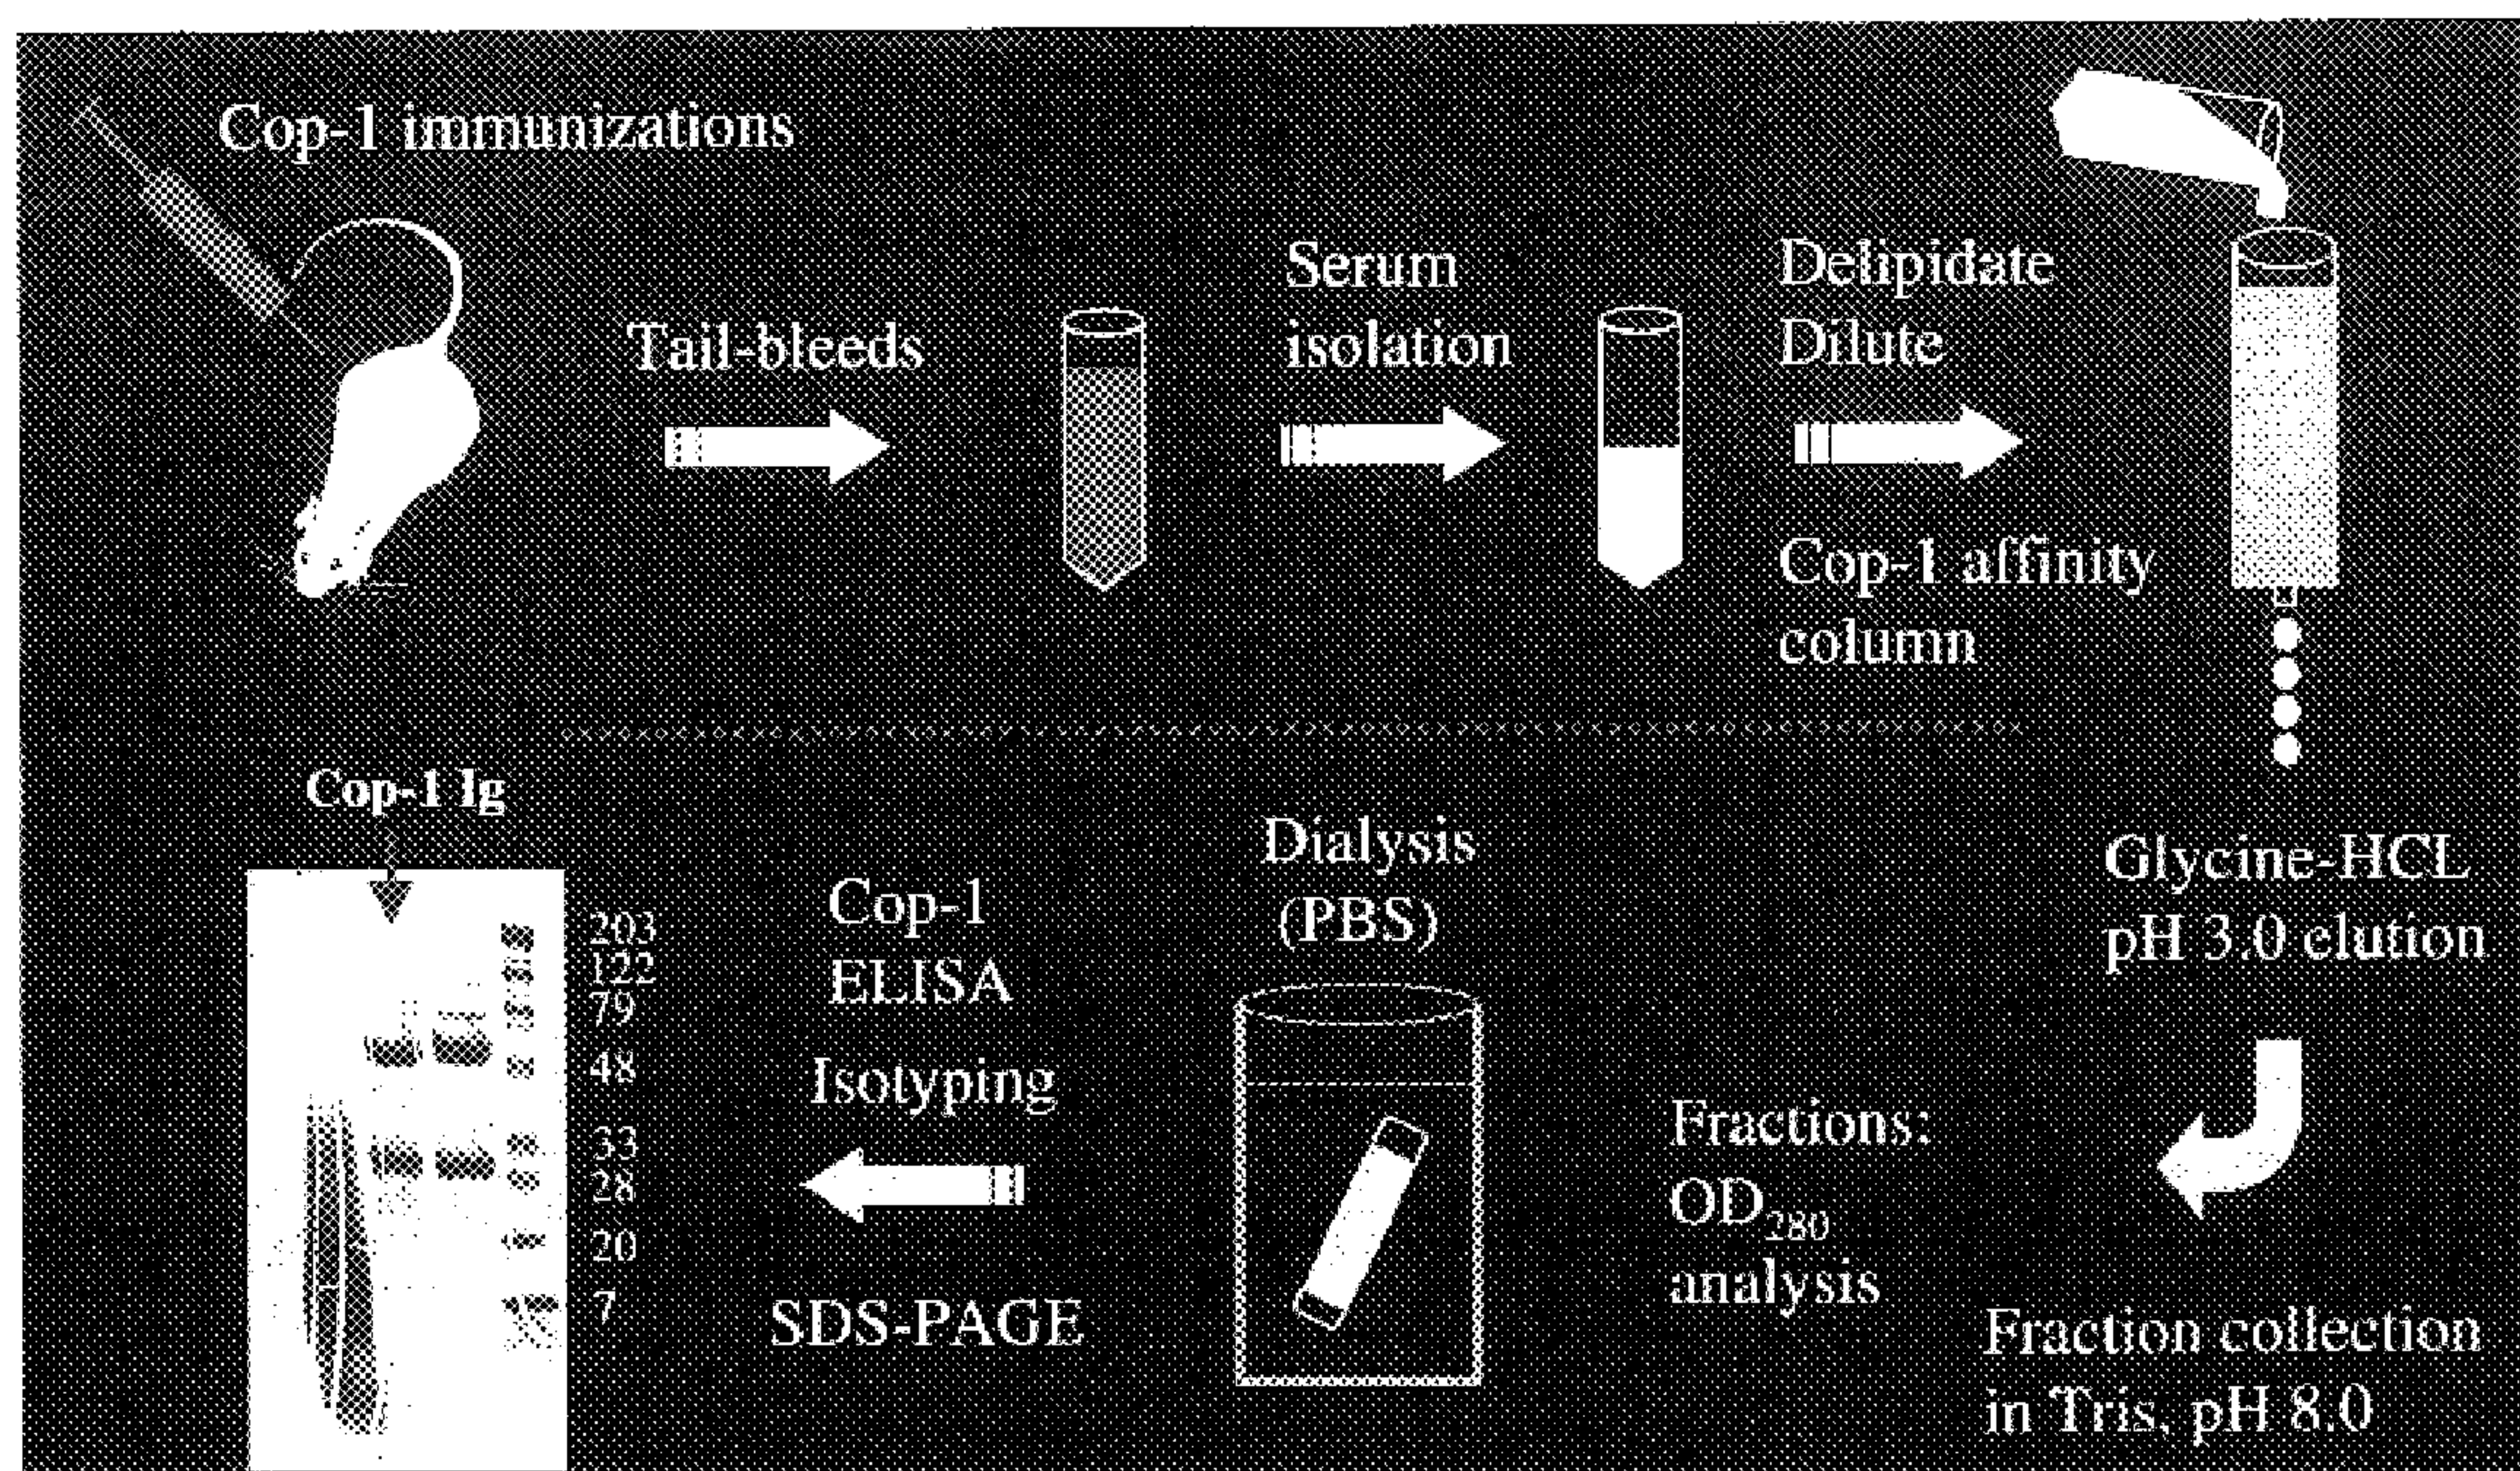 Cop-1 immunizations
Tail-bleeds
Serum
isolation
Delipidate
Dilute
Cop-1 affinity
column
Glycine-HCL
pH 3.0 elution
Fraction collection
in Tris, pH 8.0
Fractions:
OD280
analysis
Dialysis
(PBS)
Cop-1
ELISA
Isotyping
SDS-PAGE
Cop-1 Ig
203
122
79
48
33
28
20
7